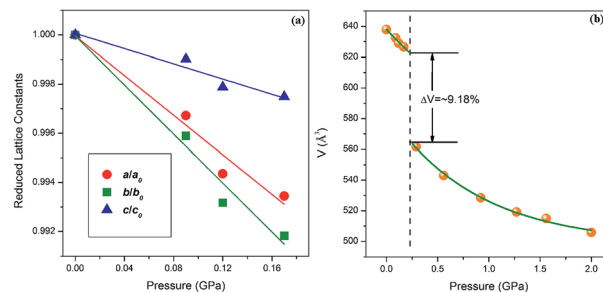 (a)
1.000
0.998
0.996
0.994
0.992
Reduced Lattice Constants
a/a₀
b/b₀
c/c₀
0.00 0.04 0.08 0.12 0.16
Pressure (GPa)
(b)
640
620
600
580
560
540
520
500
V (Å³)
ΔV=~9.18%
0.0 0.5 1.0 1.5 2.0
Pressure (GPa)